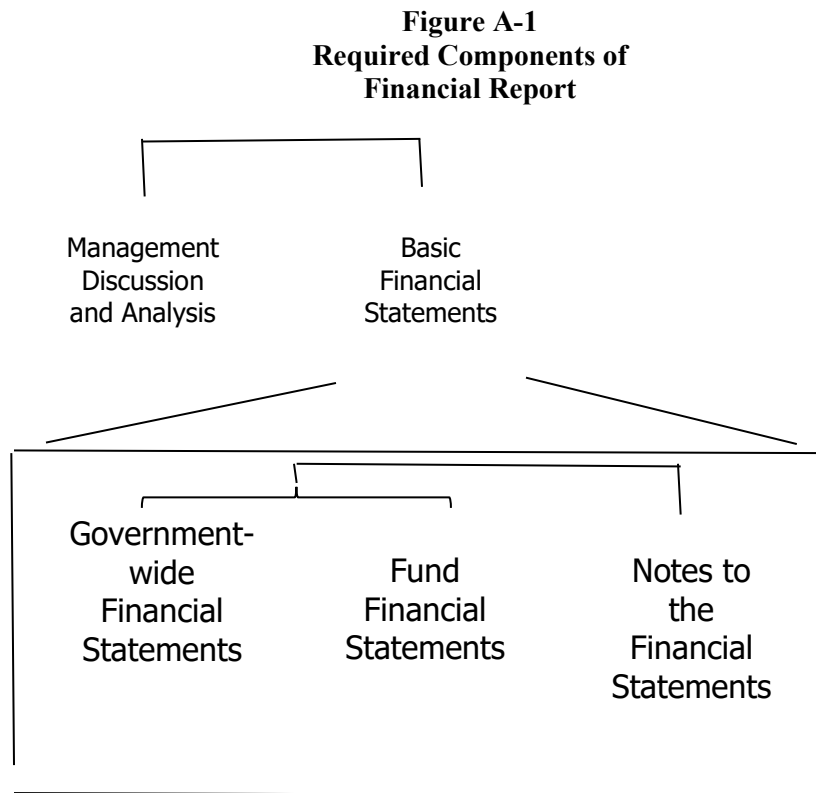 Figure A-1
Required Components of
Financial Report
Management
Discussion
and Analysis
Basic
Financial
Statements
Government-
wide
Financial
Statements
Fund
Financial
Statements
Notes to
the
Financial
Statements